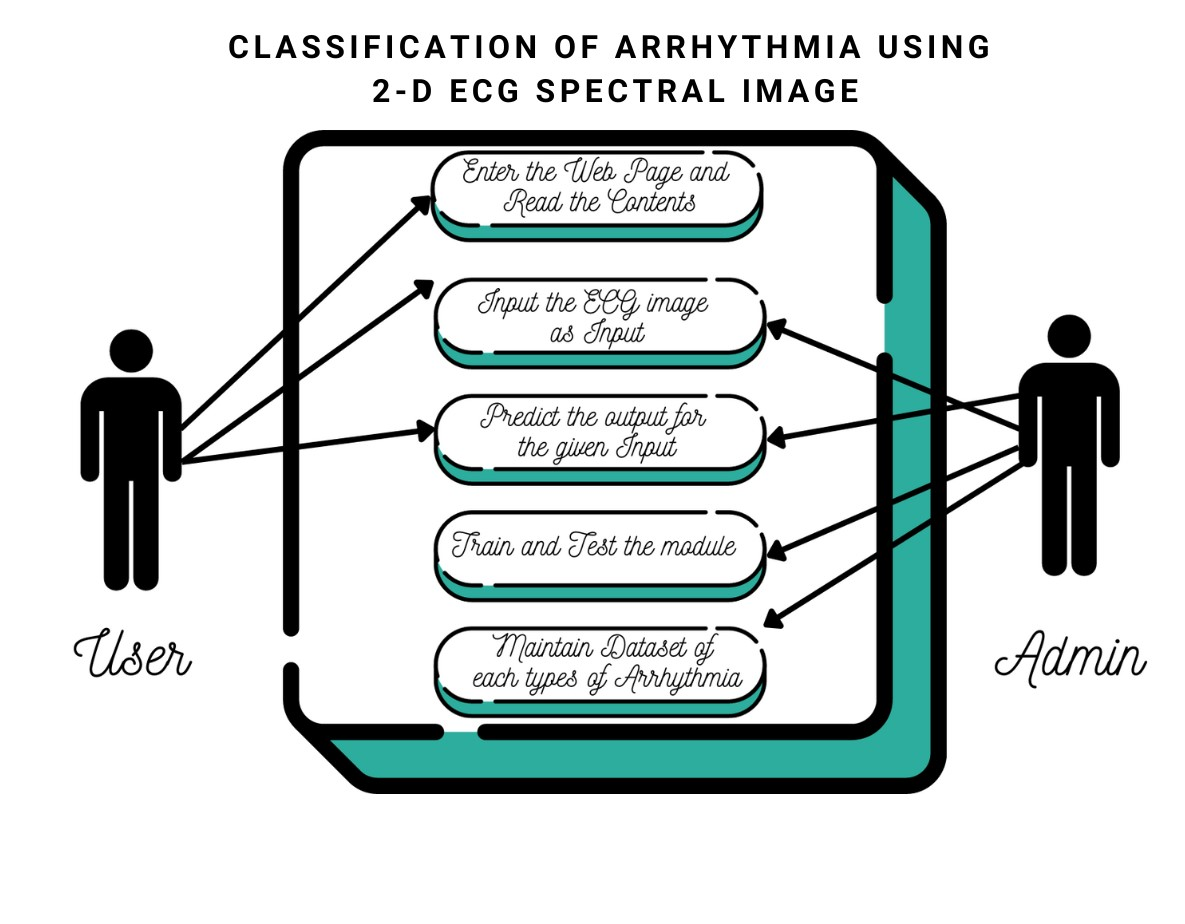 CLASSIFICATION OF ARRHYTHMIA USING
2-D ECG SPECTRAL IMAGE
Enter the Web Page and
Read the Contents
Input the ECG image
as Input
Predict the output for
the given Input
Train and Test the module
Maintain Dataset of
each types of Arrhythmia
User
Admin